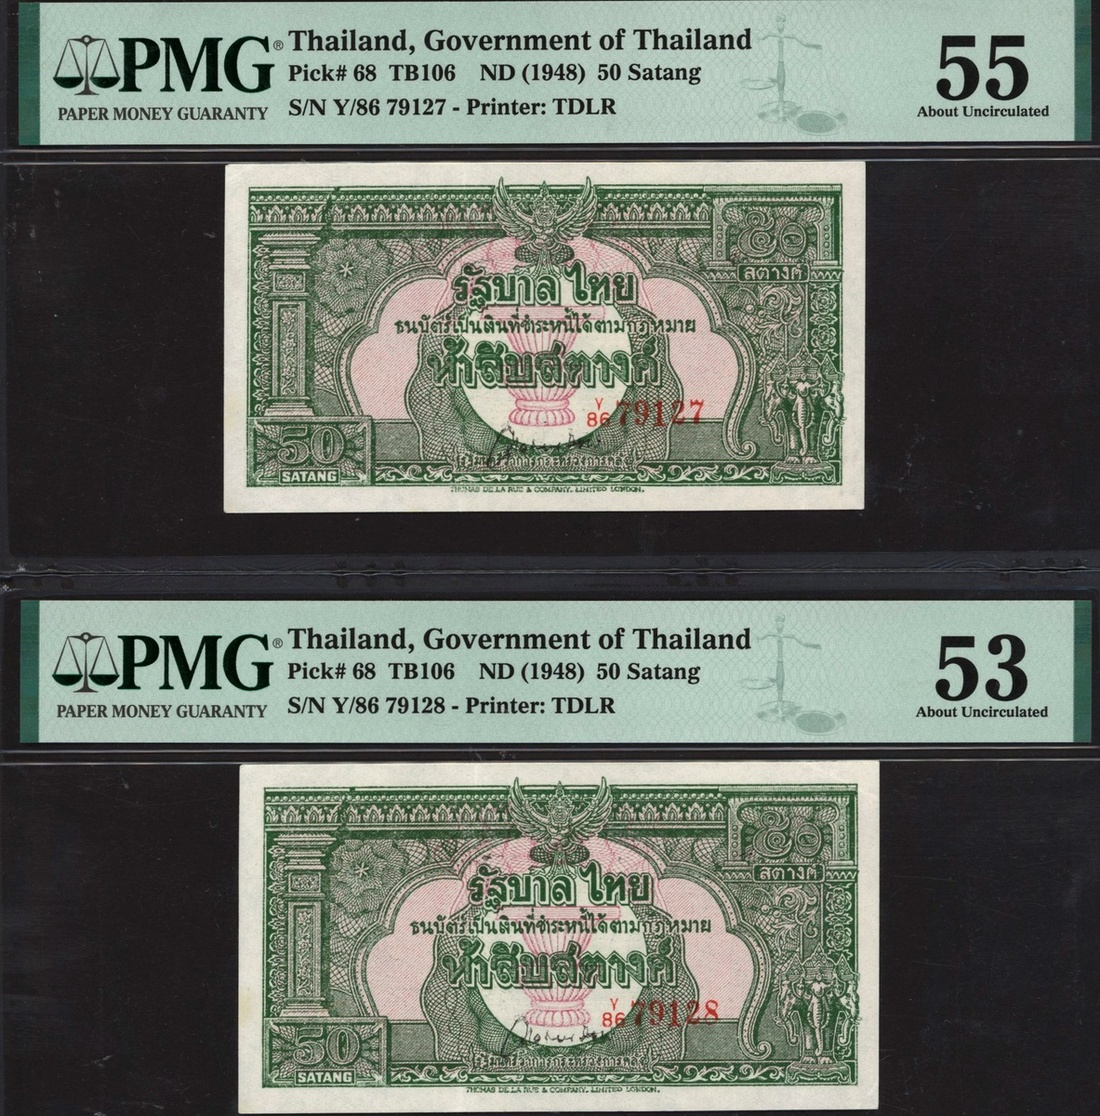 PMG® Thailand, Government of Thailand
Pick# 68 TB106 ND (1948) 50 Satang
PAPER MONEY GUARANTY S/N Y/86 79127 - Printer: TDLR
55
About Uncirculated
๕๐
สตางค์
รัฐบาลไทย
ธนบัตร์เป็นเงินที่ชำระหนี้ได้ตามกฎหมาย
ห้าสิบสตางค์
Y/86 79127
50
SATANG
THOMAS DE LA RUE & COMPANY, LIMITED LONDON.
PMG® Thailand, Government of Thailand
Pick# 68 TB106 ND (1948) 50 Satang
PAPER MONEY GUARANTY S/N Y/86 79128 - Printer: TDLR
53
About Uncirculated
๕๐
สตางค์
รัฐบาลไทย
ธนบัตร์เป็นเงินที่ชำระหนี้ได้ตามกฎหมาย
ห้าสิบสตางค์
Y/86 79128
50
SATANG
THOMAS DE LA RUE & COMPANY, LIMITED LONDON.